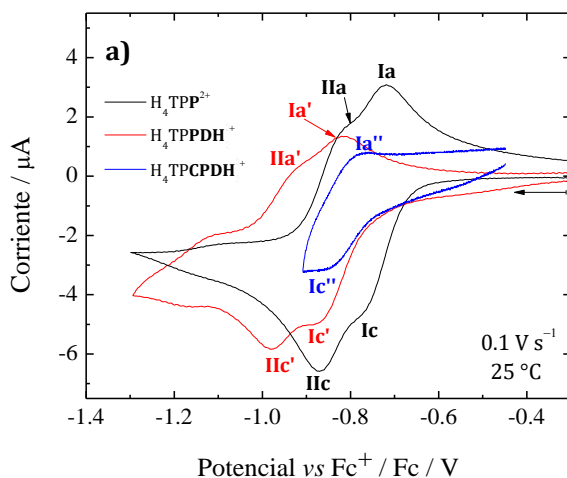 a)
H₄TPP²⁺
H₄TPPDH⁺
H₄TPCPDH⁺
Ia
IIa
Ia'
Ia''
IIa'
Ic''
Ic
Ic'
IIc'
IIc
0.1 V s⁻¹
25 °C
4
2
0
-2
-4
-6
Corriente / µA
-1.4 -1.2 -1.0 -0.8 -0.6 -0.4
Potencial vs Fc⁺ / Fc / V